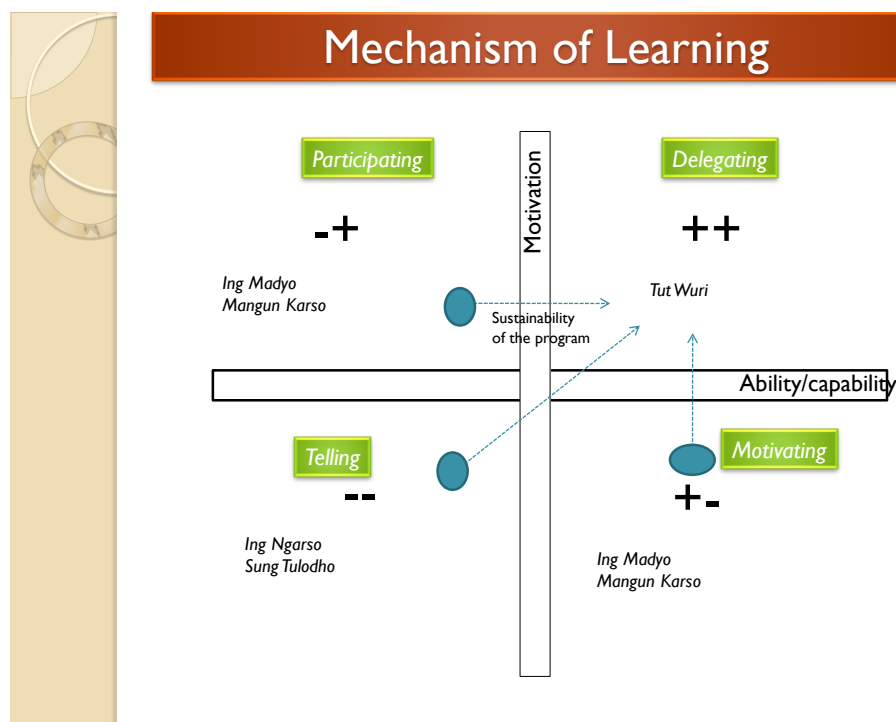 Mechanism of Learning
Participating
Delegating
Motivation
-+
++
Ing Madyo
Mangun Karso
Tut Wuri
Sustainability
of the program
Ability/capability
Telling
Motivating
--
+-
Ing Ngarso
Sung Tulodho
Ing Madyo
Mangun Karso